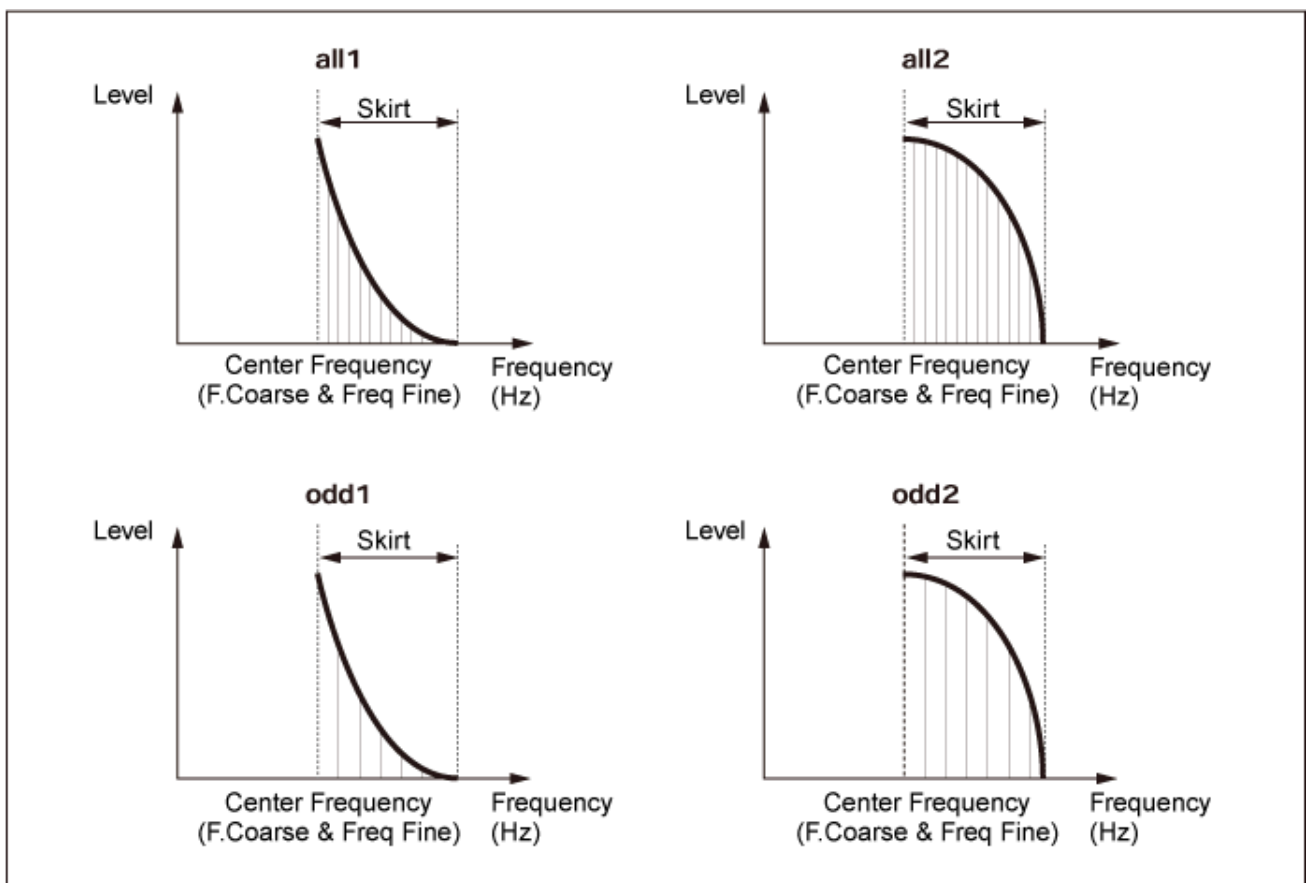 all1
Level
Skirt
Center Frequency
(F.Coarse & Freq Fine)
Frequency
(Hz)
all2
Level
Skirt
Center Frequency
(F.Coarse & Freq Fine)
Frequency
(Hz)
odd1
Level
Skirt
Center Frequency
(F.Coarse & Freq Fine)
Frequency
(Hz)
odd2
Level
Skirt
Center Frequency
(F.Coarse & Freq Fine)
Frequency
(Hz)